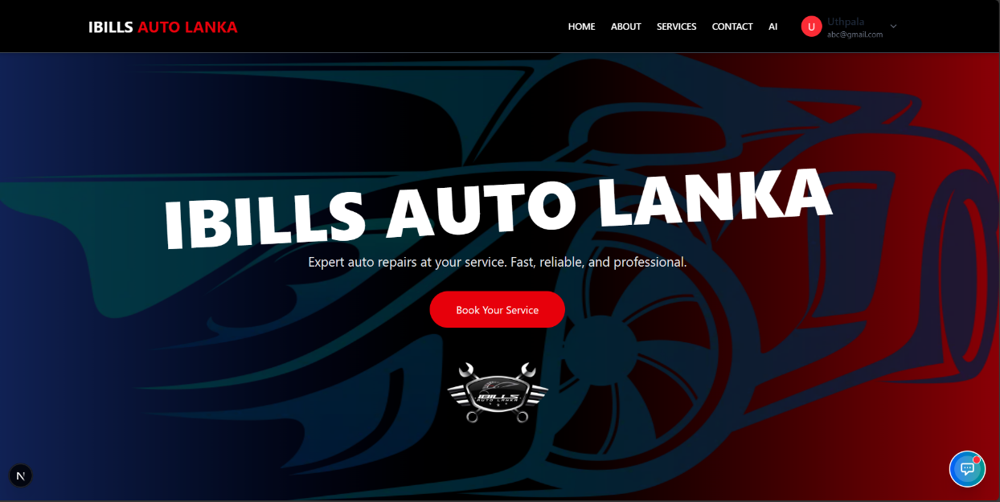 IBILLS AUTO LANKA
HOME ABOUT SERVICES CONTACT AI
U
Uthpala
abc@gmail.com
IBILLS AUTO LANKA
Expert auto repairs at your service. Fast, reliable, and professional.
Book Your Service
IBILLS
AUTO LANKA
N